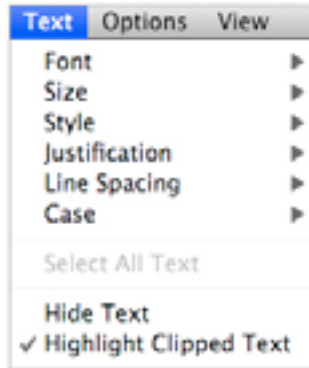 Text Options View
Font
Size
Style
Justification
Line Spacing
Case
Select All Text
Hide Text
✓ Highlight Clipped Text